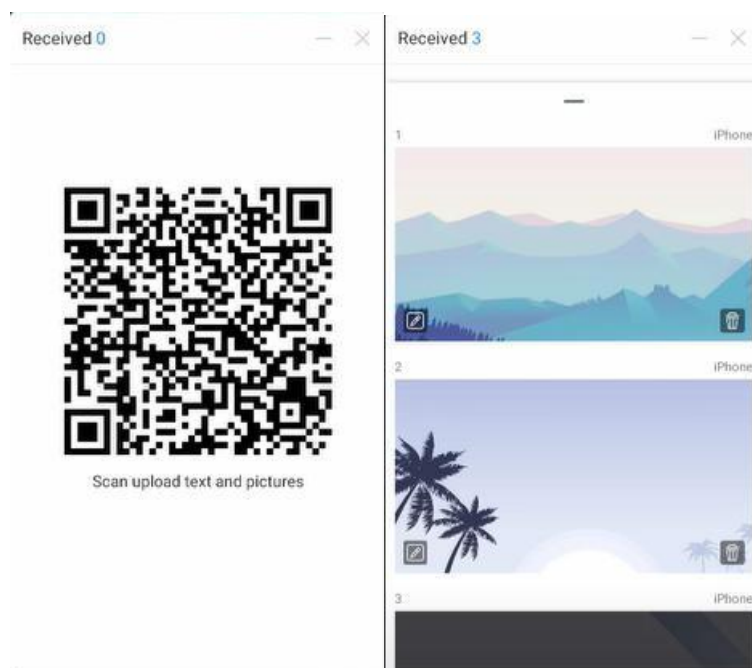 Received 0
Scan upload text and pictures
Received 3
1 iPhone
2 iPhone
3 iPhone